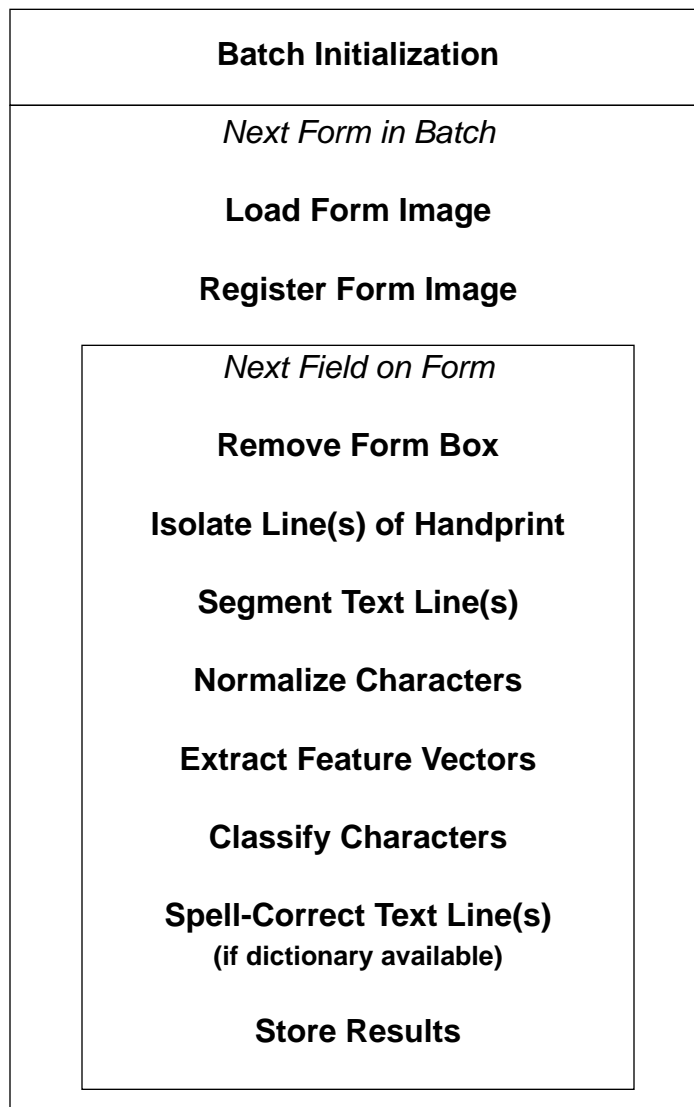 Batch Initialization
Next Form in Batch
Load Form Image
Register Form Image
Next Field on Form
Remove Form Box
Isolate Line(s) of Handprint
Segment Text Line(s)
Normalize Characters
Extract Feature Vectors
Classify Characters
Spell-Correct Text Line(s)
(if dictionary available)
Store Results